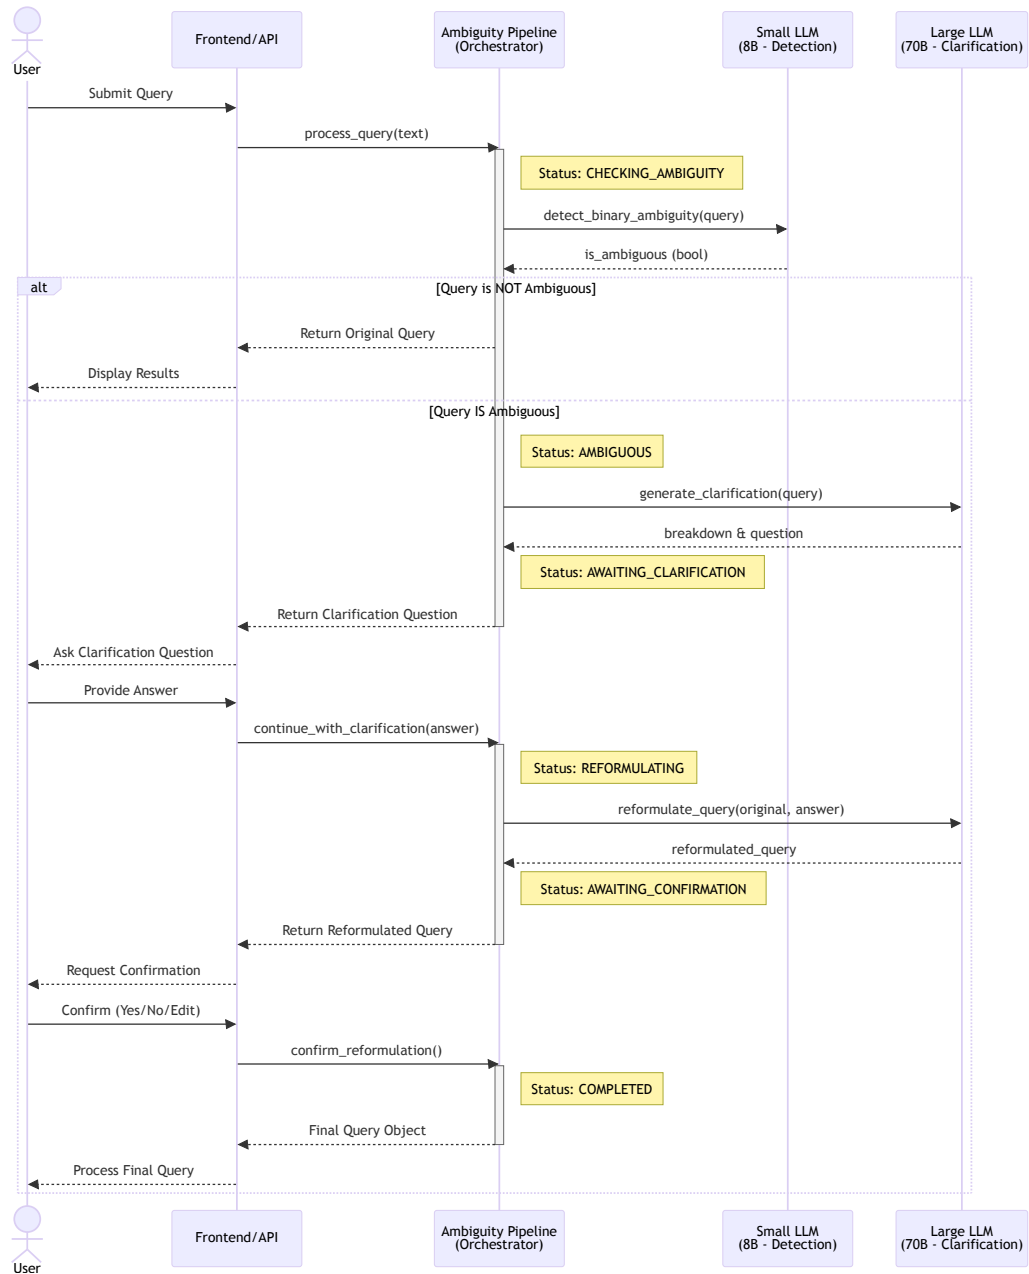 User
Frontend/API
Ambiguity Pipeline
(Orchestrator)
Small LLM
(8B - Detection)
Large LLM
(70B - Clarification)
Submit Query
process_query(text)
Status: CHECKING_AMBIGUITY
detect_binary_ambiguity(query)
is_ambiguous (bool)
alt
[Query is NOT Ambiguous]
Return Original Query
Display Results
[Query IS Ambiguous]
Status: AMBIGUOUS
generate_clarification(query)
breakdown & question
Status: AWAITING_CLARIFICATION
Return Clarification Question
Ask Clarification Question
Provide Answer
continue_with_clarification(answer)
Status: REFORMULATING
reformulate_query(original, answer)
reformulated_query
Status: AWAITING_CONFIRMATION
Return Reformulated Query
Request Confirmation
Confirm (Yes/No/Edit)
confirm_reformulation()
Status: COMPLETED
Final Query Object
Process Final Query
User
Frontend/API
Ambiguity Pipeline
(Orchestrator)
Small LLM
(8B - Detection)
Large LLM
(70B - Clarification)